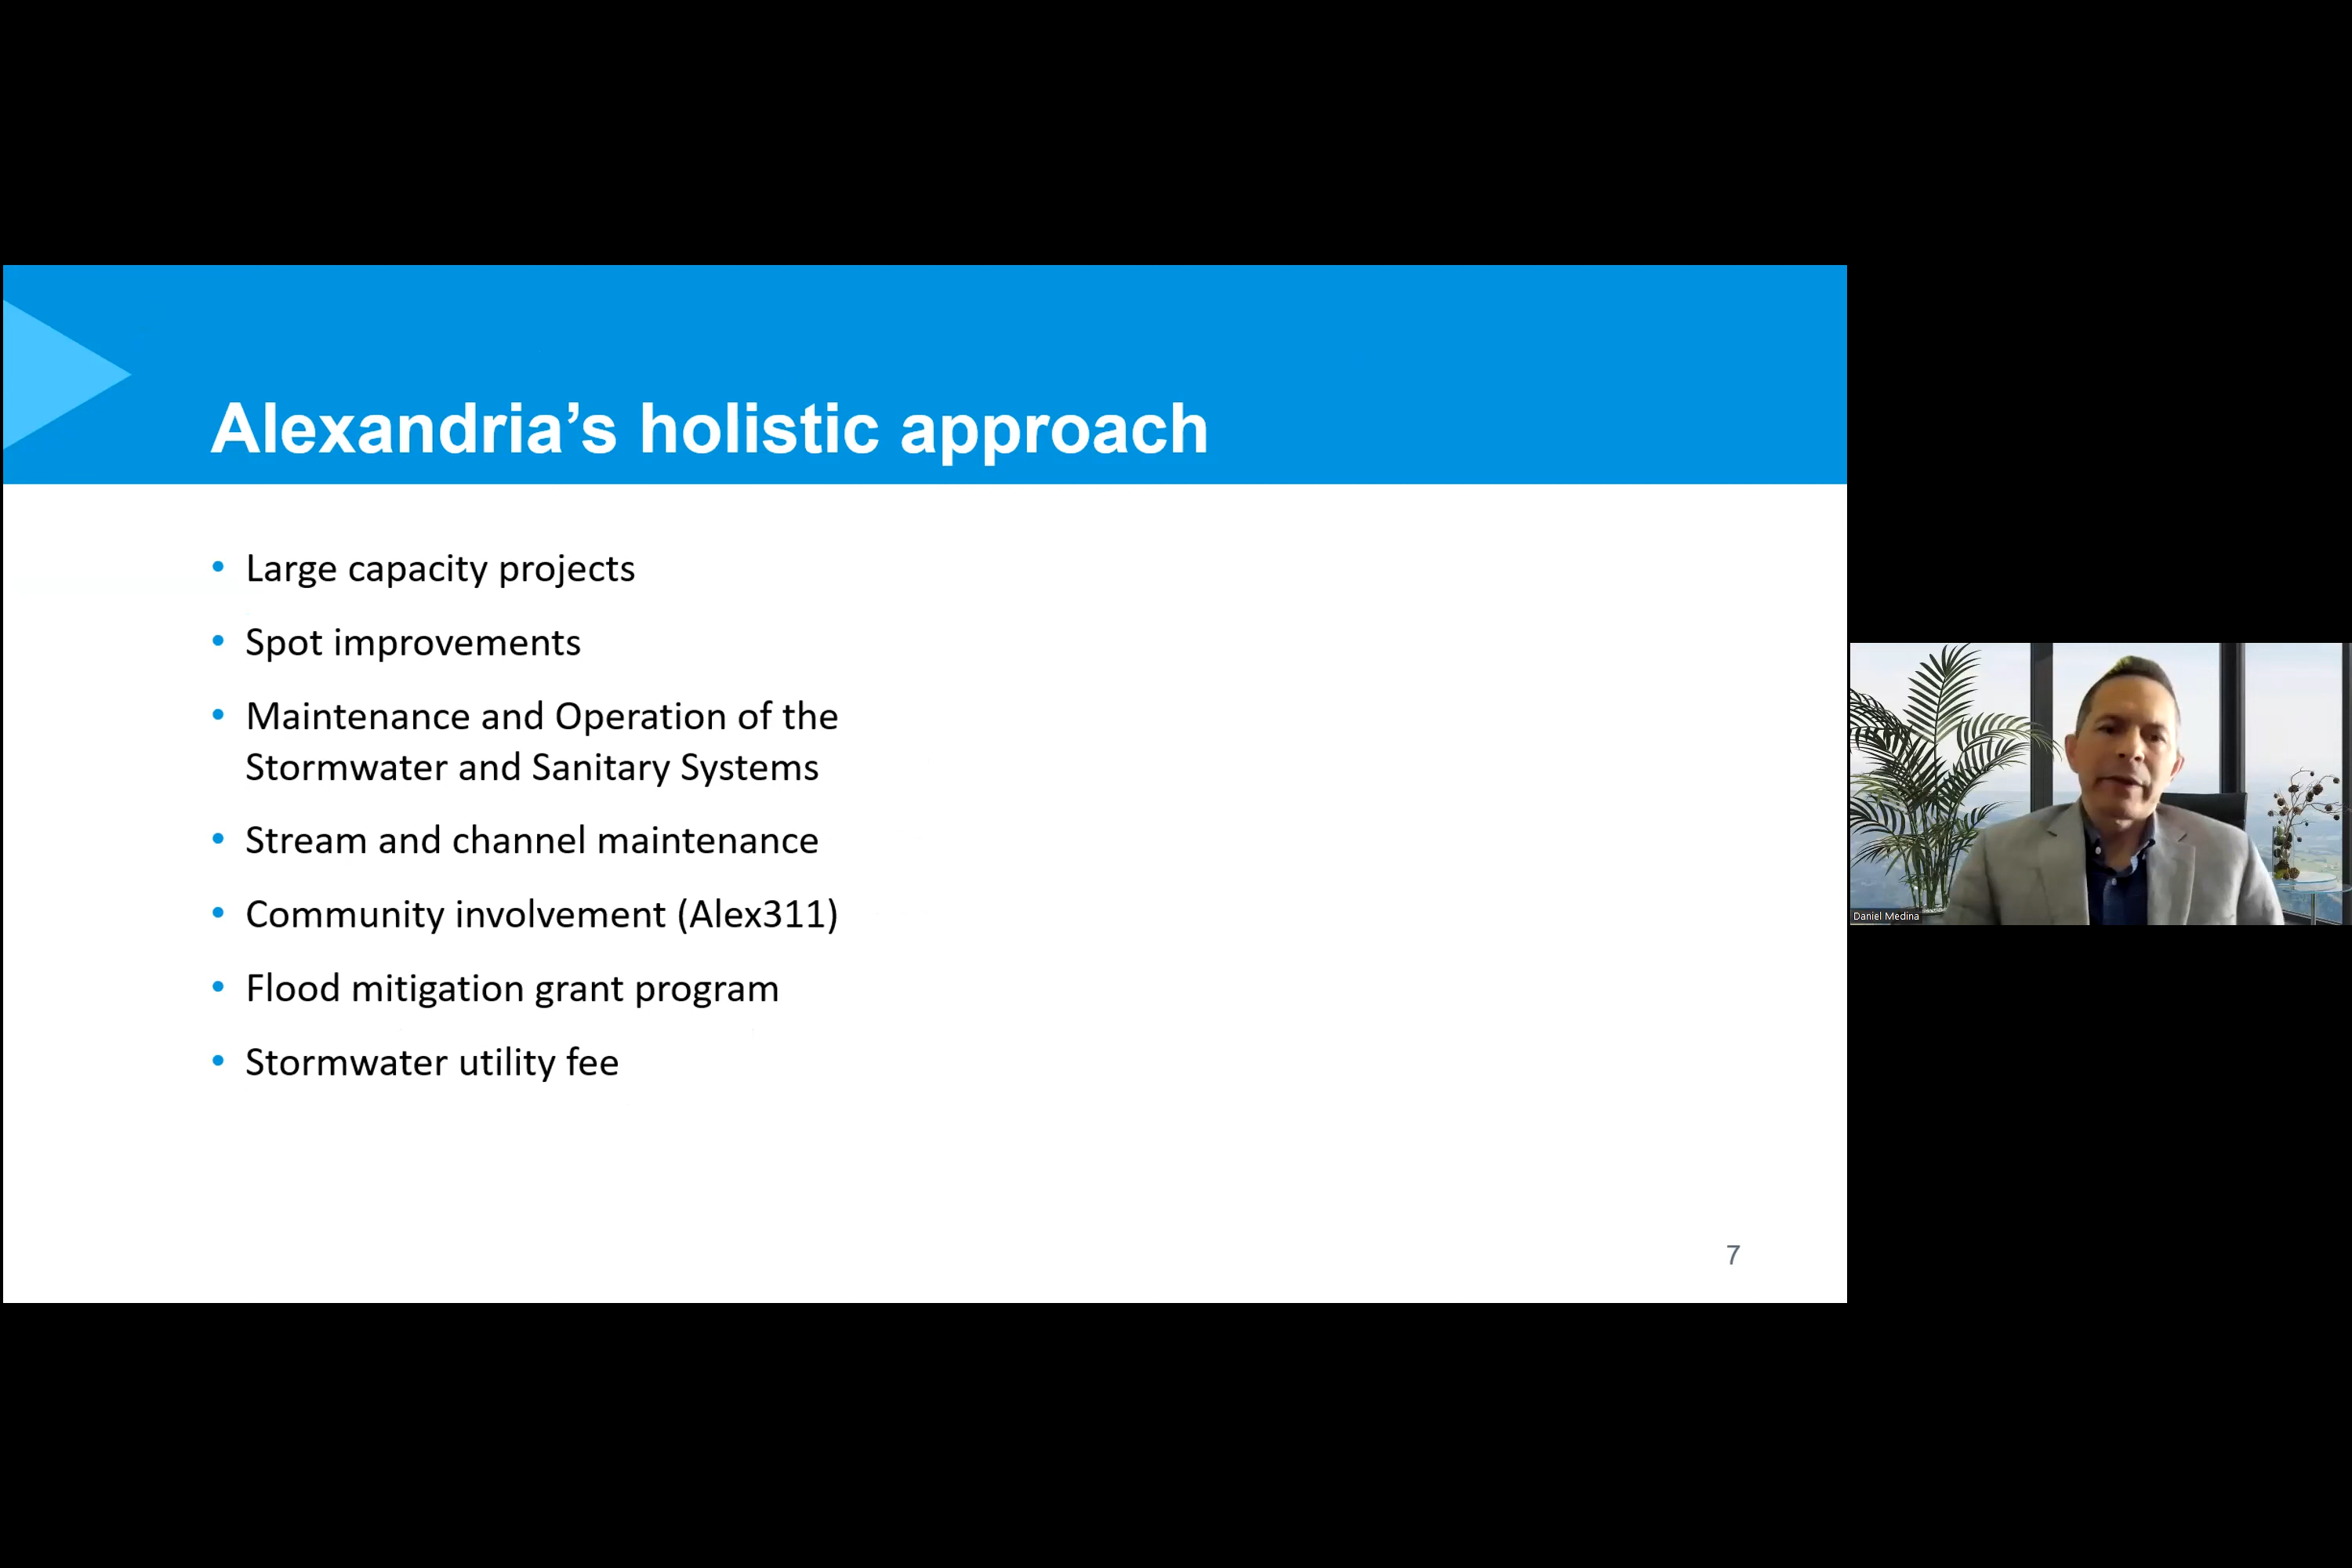 Alexandria’s holistic approach
• Large capacity projects
• Spot improvements
• Maintenance and Operation of the
Stormwater and Sanitary Systems
• Stream and channel maintenance
• Community involvement (Alex311)
• Flood mitigation grant program
• Stormwater utility fee
7
Daniel Medina